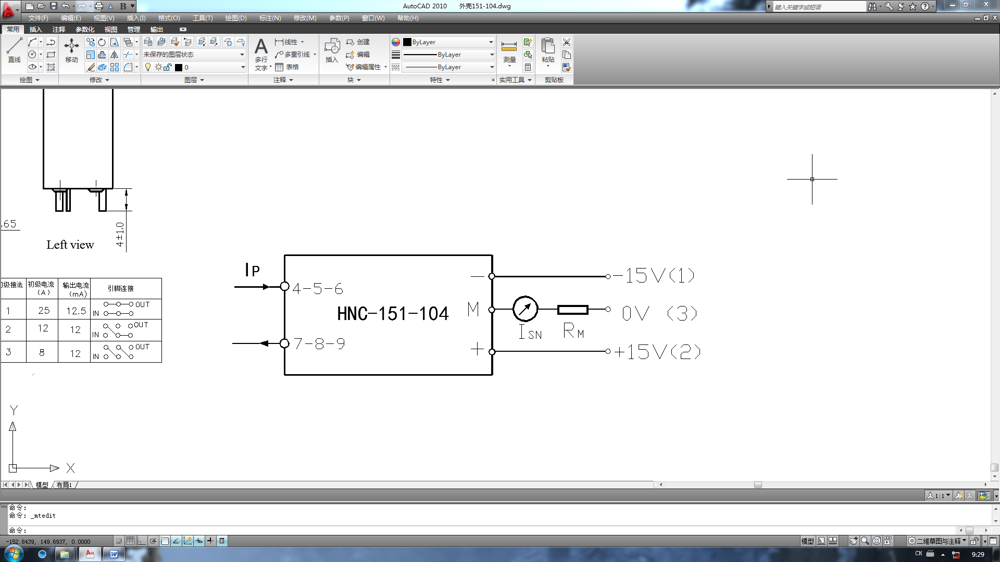 AutoCAD 2010 外壳151-104.dwg
键入关键字或短语
文件(F) 编辑(E) 视图(V) 插入(I) 格式(O) 工具(T) 绘图(D) 标注(N) 修改(M) 参数(P) 窗口(W) 帮助(H)
常用 插入 注释 参数化 视图 管理 输出
直线
移动
未保存的图层状态
0
多行
文字
线性
多重引线
表格
插入
创建
编辑
编辑属性
ByLayer
ByLayer
ByLayer
测量
粘贴
绘图 修改 图层 注释 块 特性 实用工具 剪贴板
.65
4±1.0
Left view
初级接法 初级电流(A) 输出电流(mA) 引脚连接
1 25 12.5 IN OUT
2 12 12 IN OUT
3 8 12 IN OUT
IP
4-5-6
7-8-9
HNC-151-104
—
M
+
ISN
RM
-15V(1)
0V (3)
+15V(2)
Y
X
模型 布局1
1:1
命令:
命令: _mtedit
命令:
-152.8439, 149.6937, 0.0000
模型
二维草图与注释
CH
9:29